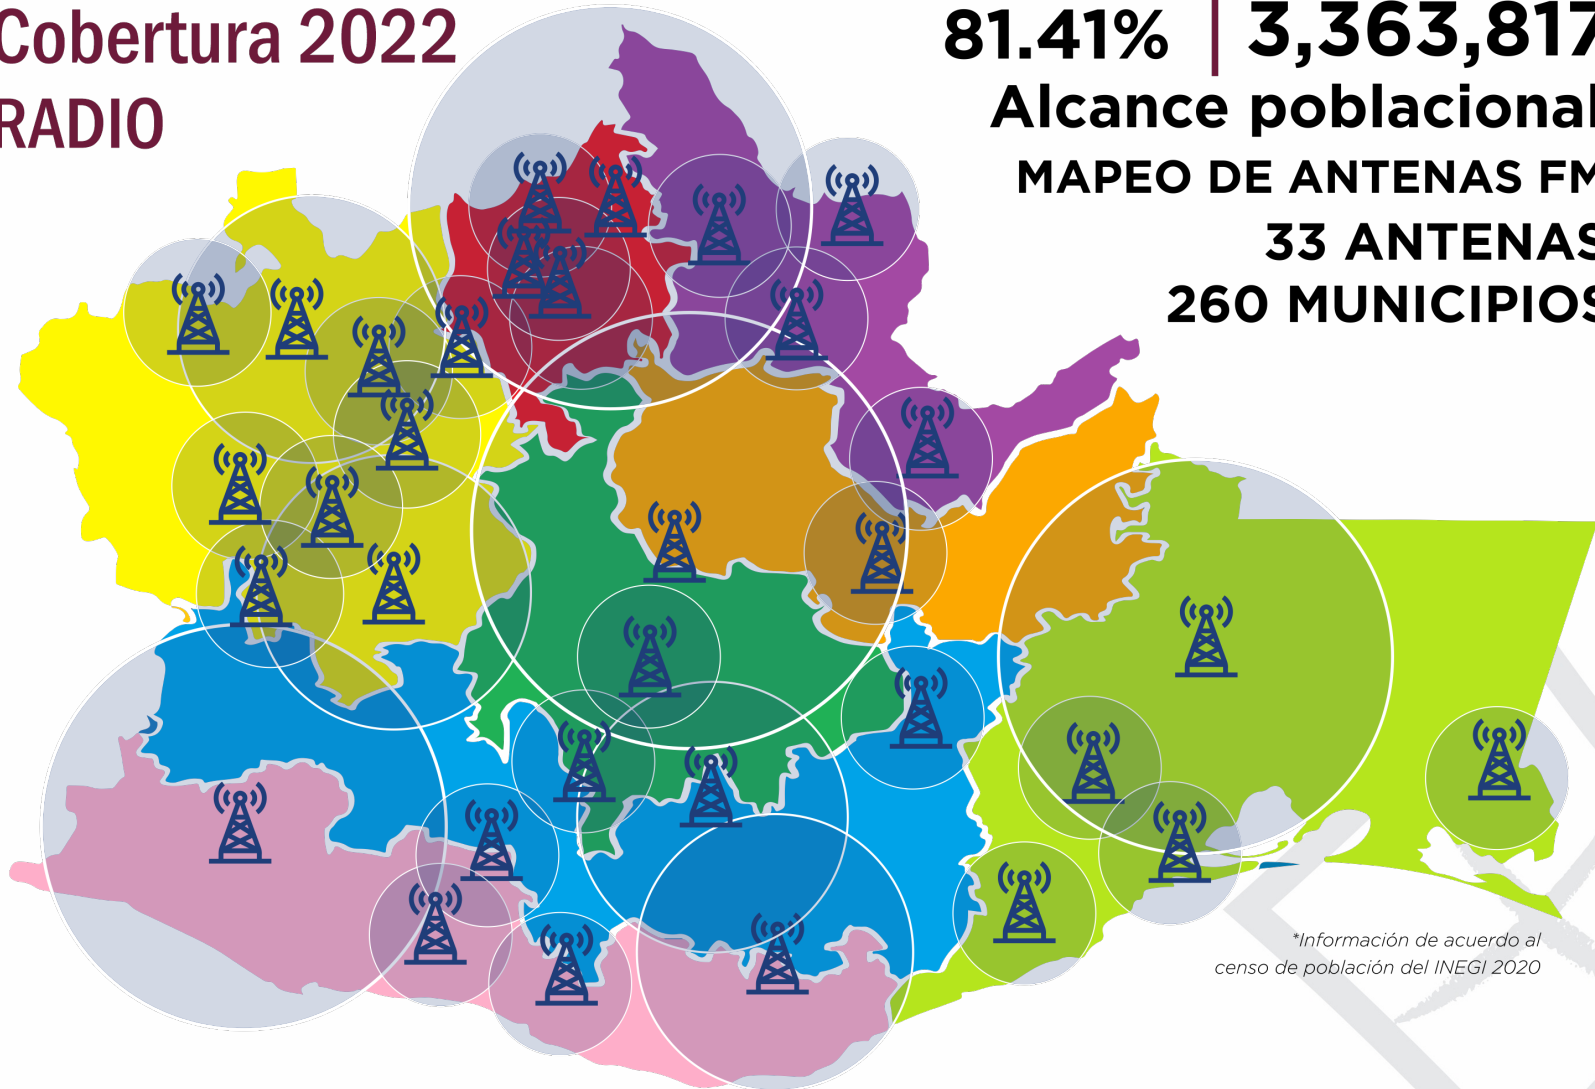 Cobertura 2022
RADIO
81.41% | 3,363,817
Alcance poblacional
MAPEO DE ANTENAS FM
33 ANTENAS
260 MUNICIPIOS
*Información de acuerdo al
censo de población del INEGI 2020